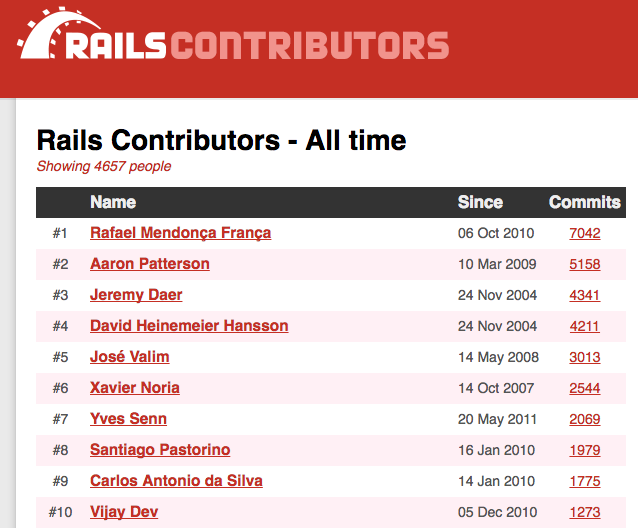 RAILS CONTRIBUTORS
Rails Contributors - All time
Showing 4657 people
Name Since Commits
#1 Rafael Mendonça França 06 Oct 2010 7042
#2 Aaron Patterson 10 Mar 2009 5158
#3 Jeremy Daer 24 Nov 2004 4341
#4 David Heinemeier Hansson 24 Nov 2004 4211
#5 José Valim 14 May 2008 3013
#6 Xavier Noria 14 Oct 2007 2544
#7 Yves Senn 20 May 2011 2069
#8 Santiago Pastorino 16 Jan 2010 1979
#9 Carlos Antonio da Silva 14 Jan 2010 1775
#10 Vijay Dev 05 Dec 2010 1273